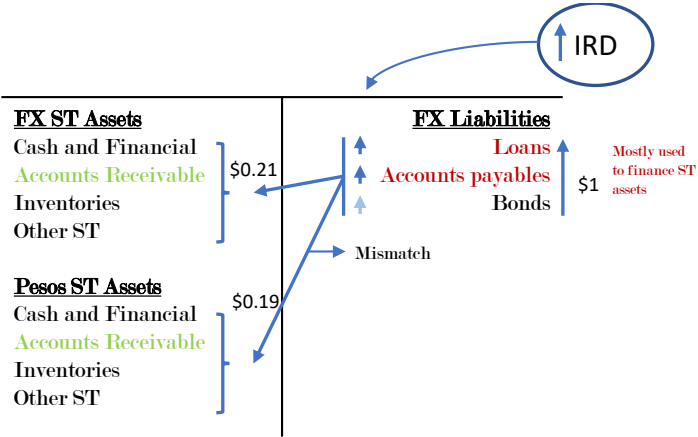 IRD
FX ST Assets
Cash and Financial
Accounts Receivable
Inventories
Other ST
$0.21
FX Liabilities
Loans
Accounts payables
Bonds
$1
Mostly used
to finance ST
assets
Mismatch
Pesos ST Assets
Cash and Financial
Accounts Receivable
Inventories
Other ST
$0.19